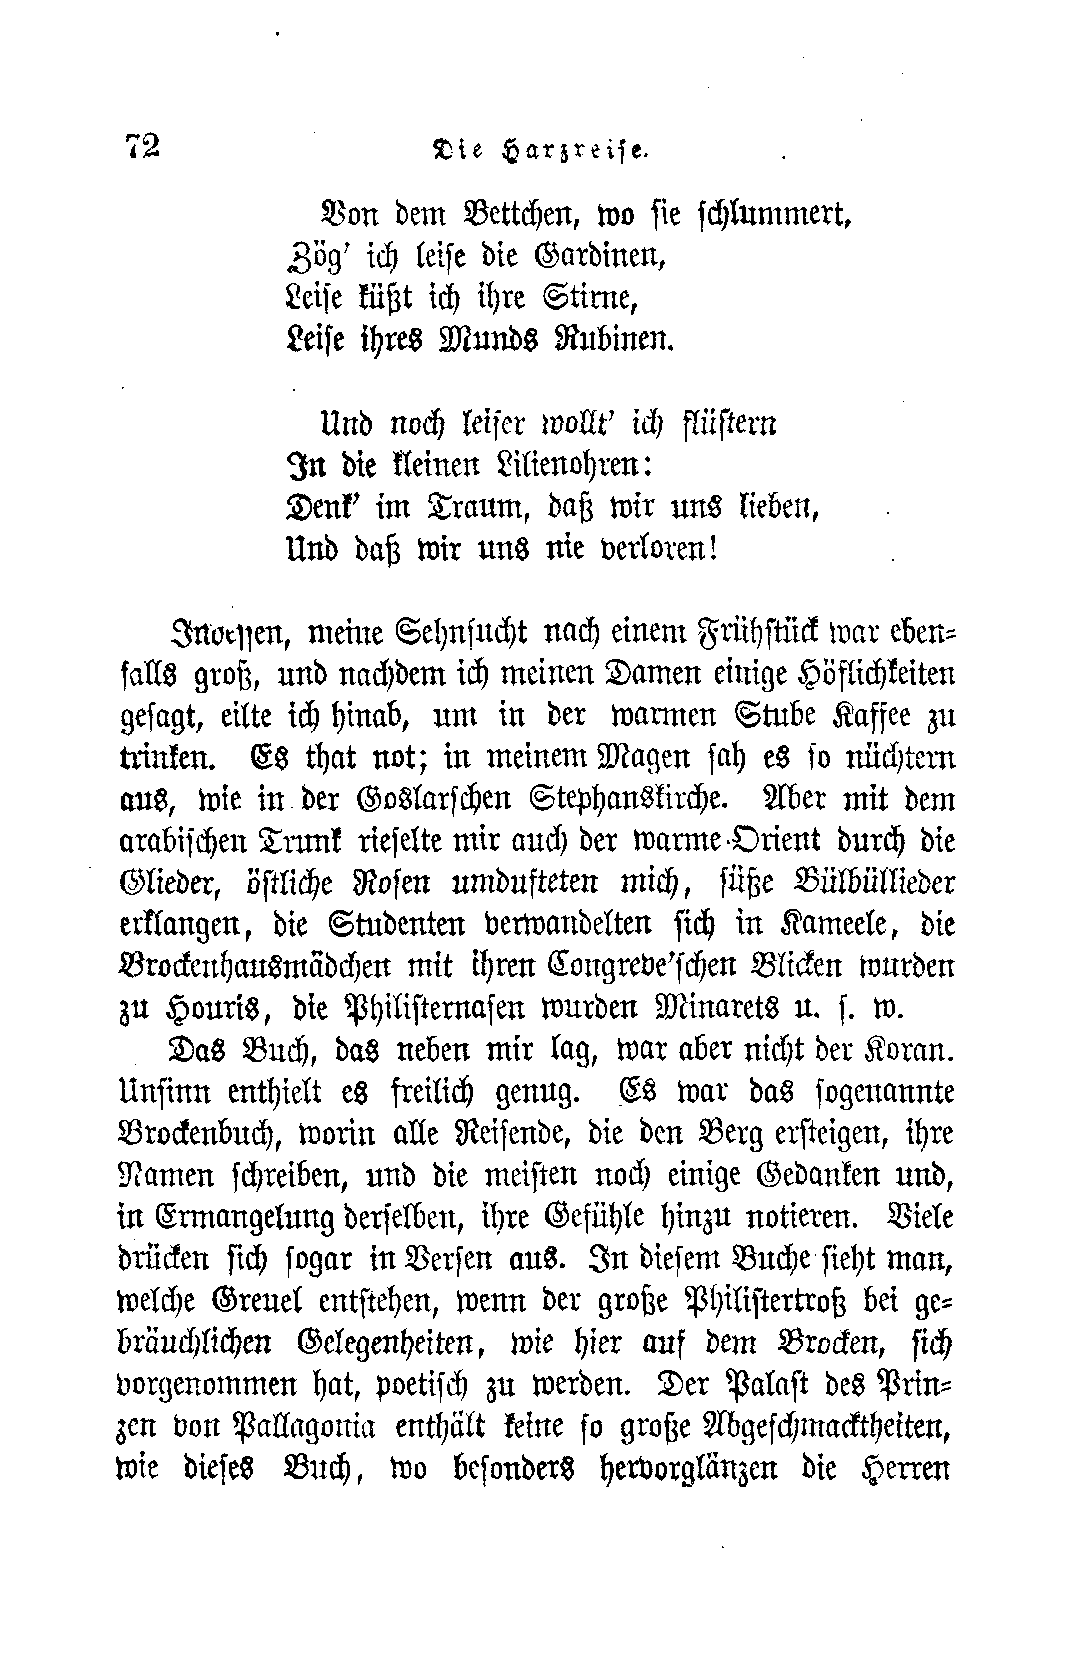 72
Die Harzreise.
Von dem Bettchen, wo sie schlummert,
Zög' ich leise die Gardinen,
Leise küßt ich ihre Stirne,
Leise ihres Munds Rubinen.
Und noch leiser wollt' ich flüstern
In die kleinen Lilienohren:
Denk' im Traum, daß wir uns lieben,
Und daß wir uns nie verloren!
Indessen, meine Sehnsucht nach einem Frühstück war eben-
falls groß, und nachdem ich meinen Damen einige Höflichkeiten
gesagt, eilte ich hinab, um in der warmen Stube Kaffee zu
trinken. Es that not; in meinem Magen sah es so nüchtern
aus, wie in der Goslarschen Stephanskirche. Aber mit dem
arabischen Trunk rieselte mir auch der warme Orient durch die
Glieder, östliche Rosen umdufteten mich, süße Bülbüllieder
erklangen, die Studenten verwandelten sich in Kameele, die
Brockenhausmädchen mit ihren Congreve'schen Blicken wurden
zu Houris, die Philisternasen wurden Minarets u. s. w.
Das Buch, das neben mir lag, war aber nicht der Koran.
Unsinn enthielt es freilich genug. Es war das sogenannte
Brockenbuch, worin alle Reisende, die den Berg ersteigen, ihre
Namen schreiben, und die meisten noch einige Gedanken und,
in Ermangelung derselben, ihre Gefühle hinzu notieren. Viele
drücken sich sogar in Versen aus. In diesem Buche sieht man,
welche Greuel entstehen, wenn der große Philistertroß bei ge-
bräuchlichen Gelegenheiten, wie hier auf dem Brocken, sich
vorgenommen hat, poetisch zu werden. Der Palast des Prin-
zen von Pallagonia enthält keine so große Abgeschmacktheiten,
wie dieses Buch, wo besonders hervorglänzen die Herren